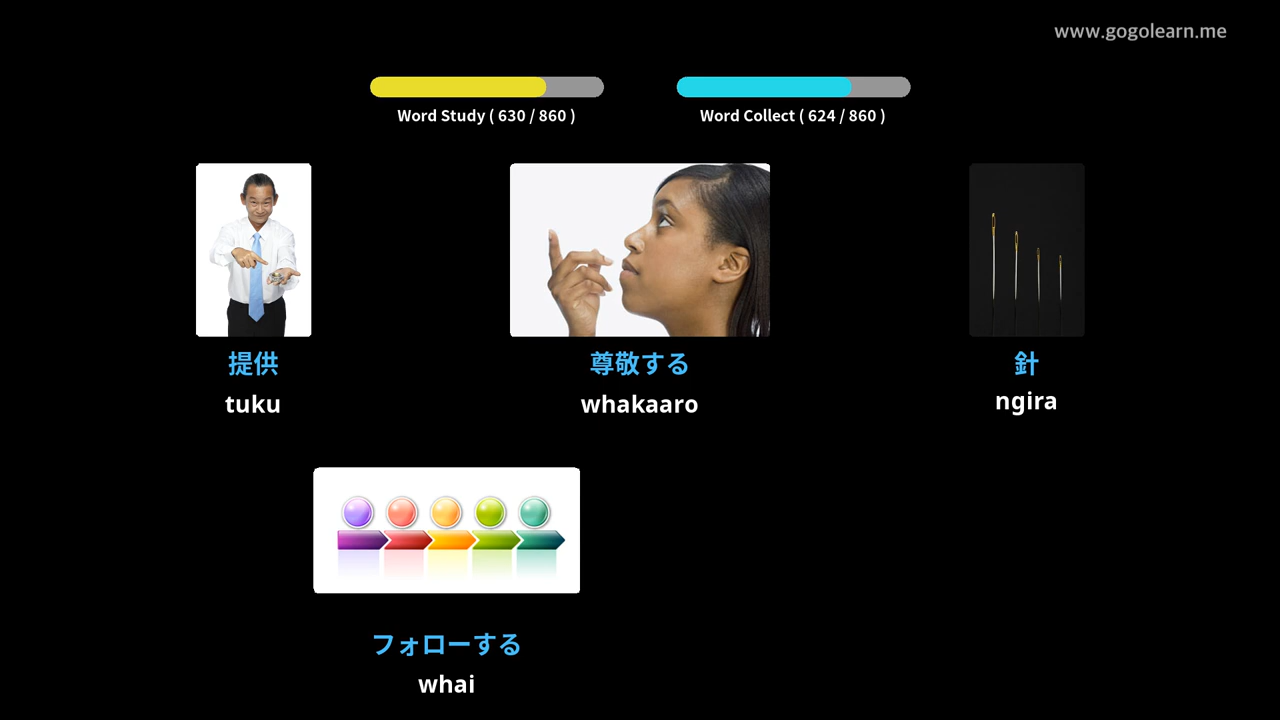 www.gogolearn.me
Word Study ( 630 / 860 )
Word Collect ( 624 / 860 )
提供
tuku
尊敬する
whakaaro
針
ngira
フォローする
whai